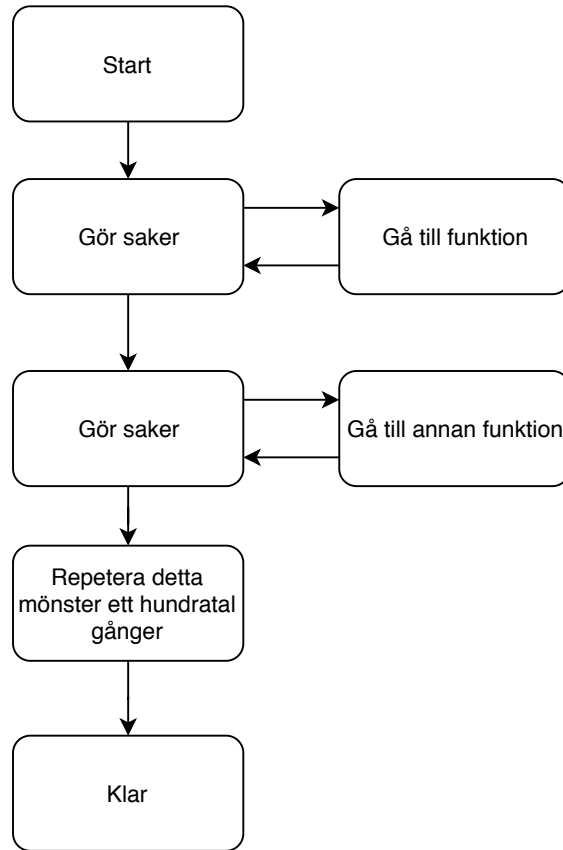 Start
Gör saker
Gå till funktion
Gör saker
Gå till annan funktion
Repetera detta
mönster ett hundratal
gånger
Klar